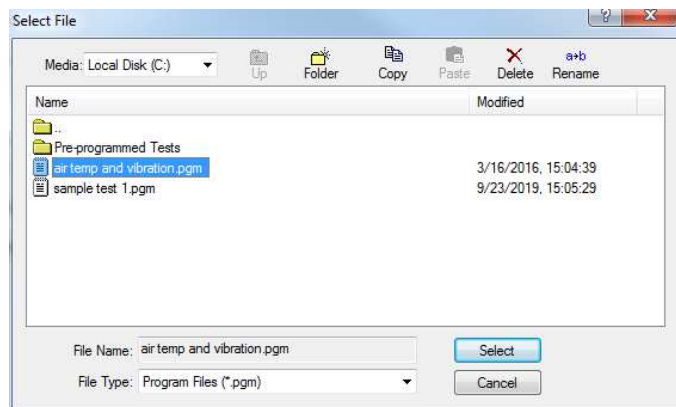 Select File
Media: Local Disk (C:) Up Folder Copy Paste Delete a→b Rename
Name Modified
..
Pre-programmed Tests
air temp and vibration.pgm 3/16/2016, 15:04:39
sample test 1.pgm 9/23/2019, 15:05:29
File Name: air temp and vibration.pgm Select
File Type: Program Files (*.pgm) Cancel